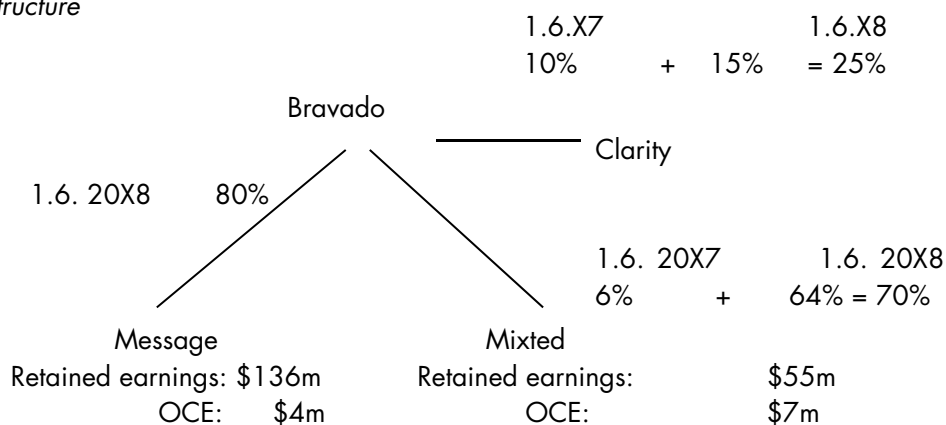 1.6.X7 1.6.X8
10% + 15% = 25%
Bravado
Clarity
1.6. 20X8 80%
1.6. 20X7 1.6. 20X8
6% + 64% = 70%
Message Mixted
Retained earnings: $136m Retained earnings: $55m
OCE: $4m OCE: $7m